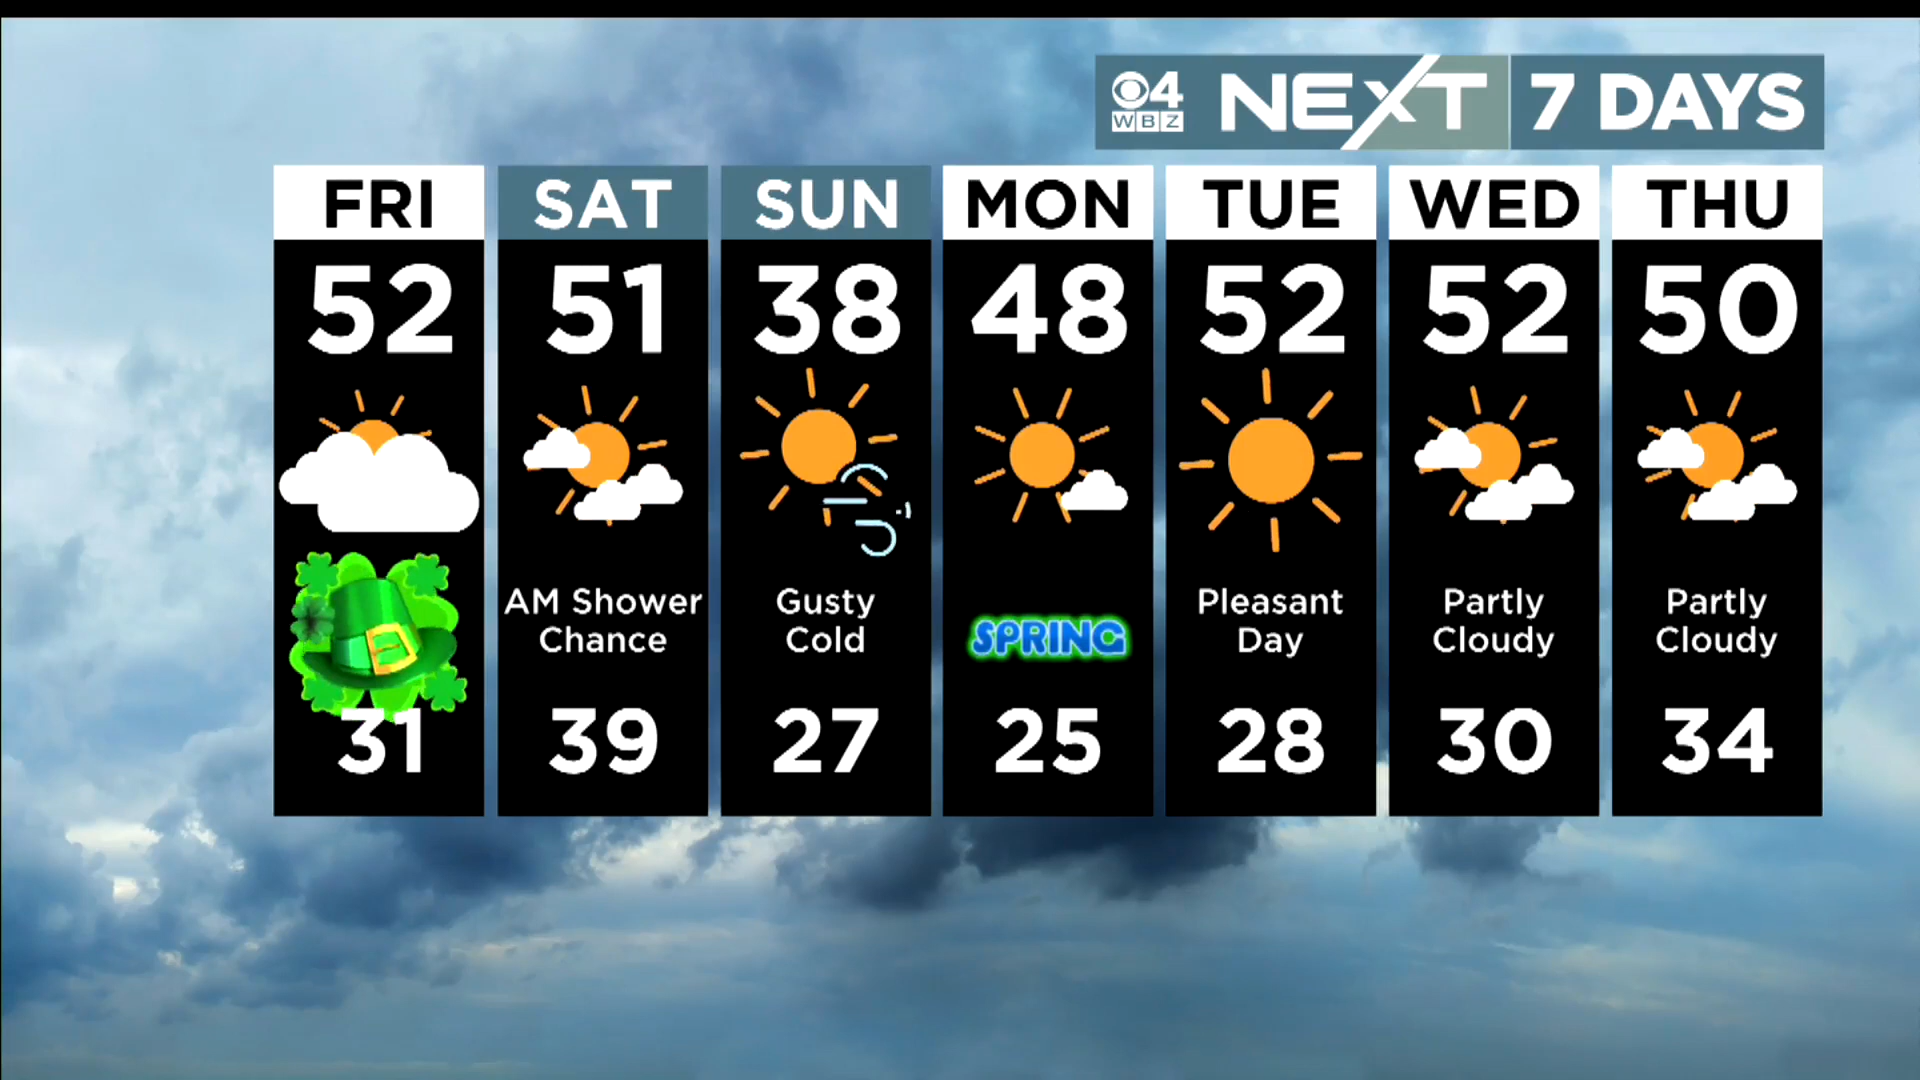 4
WBZ
NEXT 7 DAYS
FRI SAT SUN MON TUE WED THU
52 51 38 48 52 52 50
AM Shower Gusty Pleasant Partly Partly
Chance Cold SPRING Day Cloudy Cloudy
31 39 27 25 28 30 34